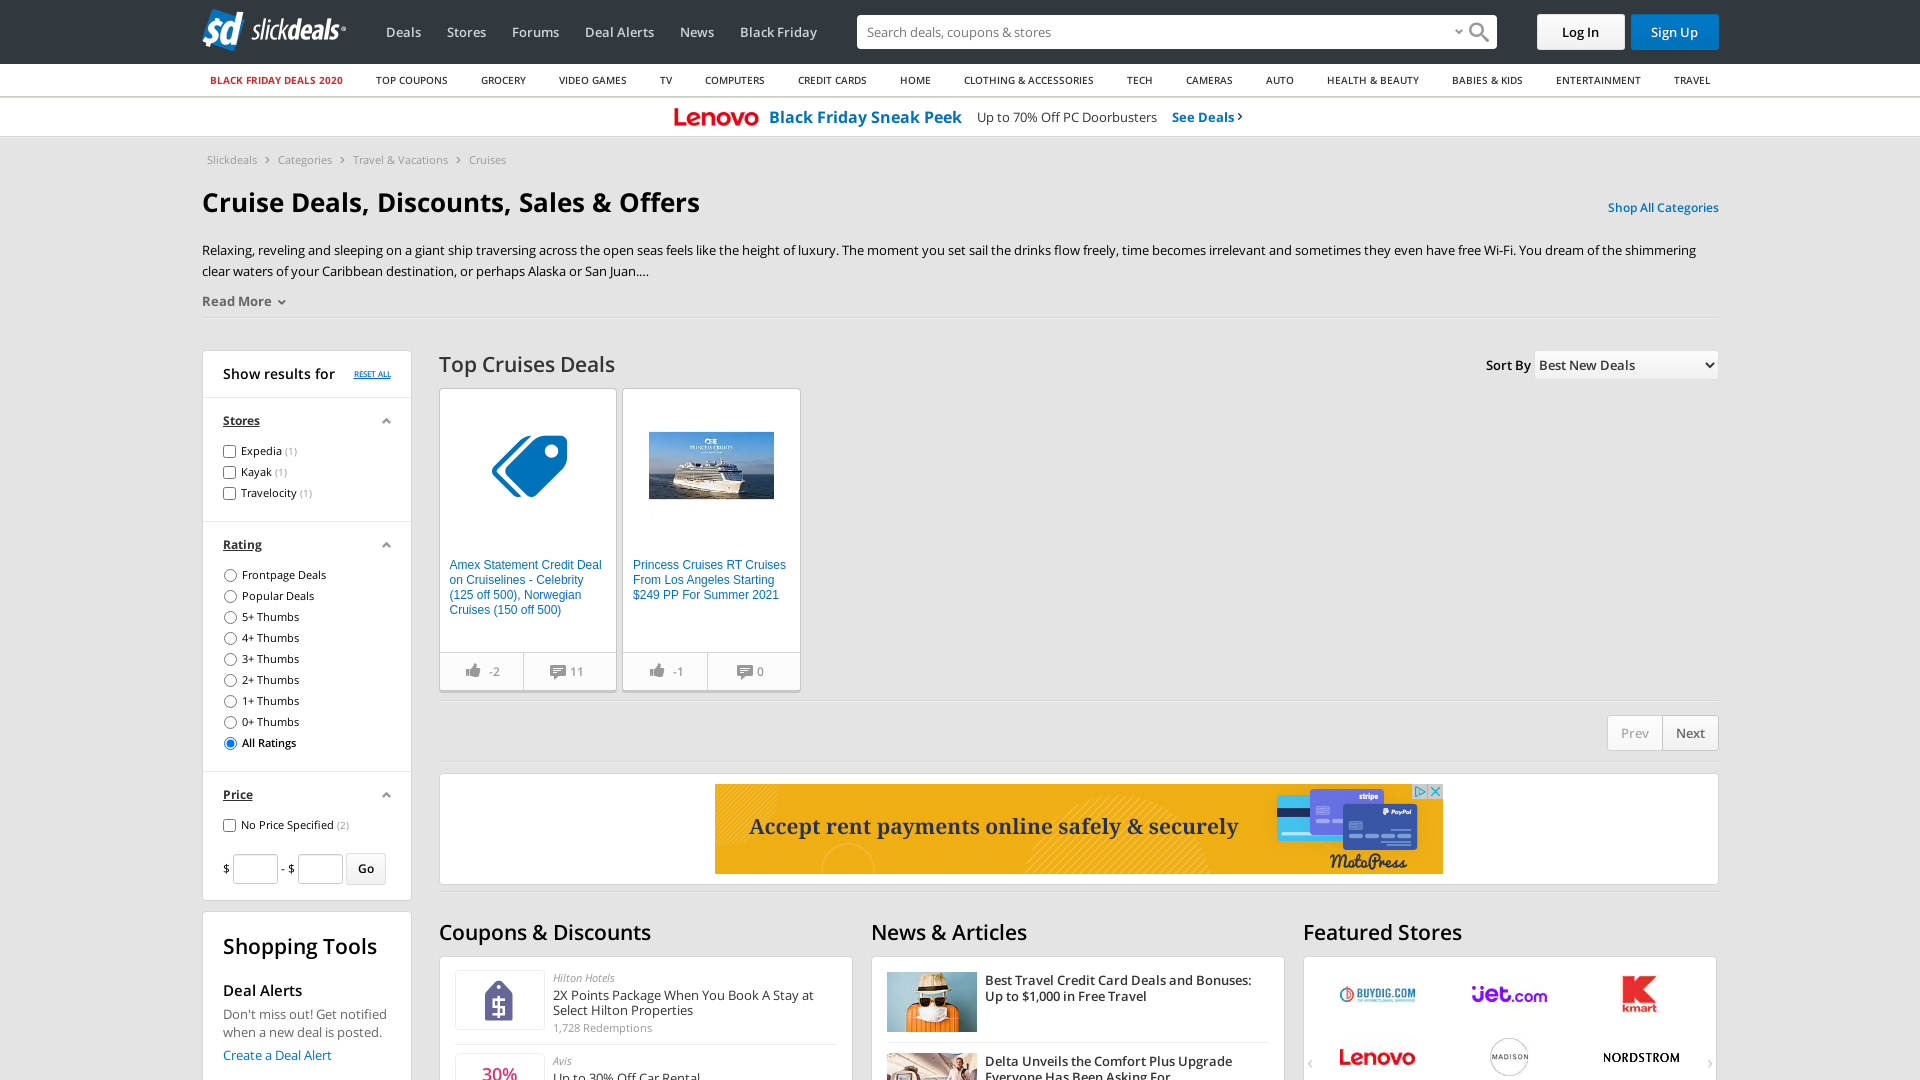 slickdeals
Deals
Stores
Forums
Deal Alerts
News
Black Friday
Search deals, coupons & stores
Log In
Sign Up
BLACK FRIDAY DEALS 2020
TOP COUPONS
GROCERY
VIDEO GAMES
TV
COMPUTERS
CREDIT CARDS
HOME
CLOTHING & ACCESSORIES
TECH
CAMERAS
AUTO
HEALTH & BEAUTY
BABIES & KIDS
ENTERTAINMENT
TRAVEL
Lenovo Black Friday Sneak Peek Up to 70% Off PC Doorbusters See Deals
Slickdeals › Categories › Travel & Vacations › Cruises
Cruise Deals, Discounts, Sales & Offers
Shop All Categories
Relaxing, reveling and sleeping on a giant ship traversing across the open seas feels like the height of luxury. The moment you set sail the drinks flow freely, time becomes irrelevant and sometimes they even have free Wi-Fi. You dream of the shimmering
clear waters of your Caribbean destination, or perhaps Alaska or San Juan.…
Read More
Show results for
RESET ALL
Stores
Expedia (1)
Kayak (1)
Travelocity (1)
Rating
Frontpage Deals
Popular Deals
5+ Thumbs
4+ Thumbs
3+ Thumbs
2+ Thumbs
1+ Thumbs
0+ Thumbs
All Ratings
Price
No Price Specified (2)
$ - $ Go
Shopping Tools
Deal Alerts
Don't miss out! Get notified
when a new deal is posted.
Create a Deal Alert
Top Cruises Deals
Sort By Best New Deals
Amex Statement Credit Deal
on Cruiselines - Celebrity
(125 off 500), Norwegian
Cruises (150 off 500)
-2
11
PRINCESS CRUISES
Princess Cruises RT Cruises
From Los Angeles Starting
$249 PP For Summer 2021
-1
0
Prev
Next
Accept rent payments online safely & securely
stripe
PayPal
MotoPress
Coupons & Discounts
Hilton Hotels
2X Points Package When You Book A Stay at
Select Hilton Properties
1,728 Redemptions
30%
Avis
Up to 30% Off Car Rental
News & Articles
Best Travel Credit Card Deals and Bonuses:
Up to $1,000 in Free Travel
Delta Unveils the Comfort Plus Upgrade
Everyone Has Been Asking For
Featured Stores
BUYDIG.COM
Jet.com
K
kmart
Lenovo
MADISON
NORDSTROM